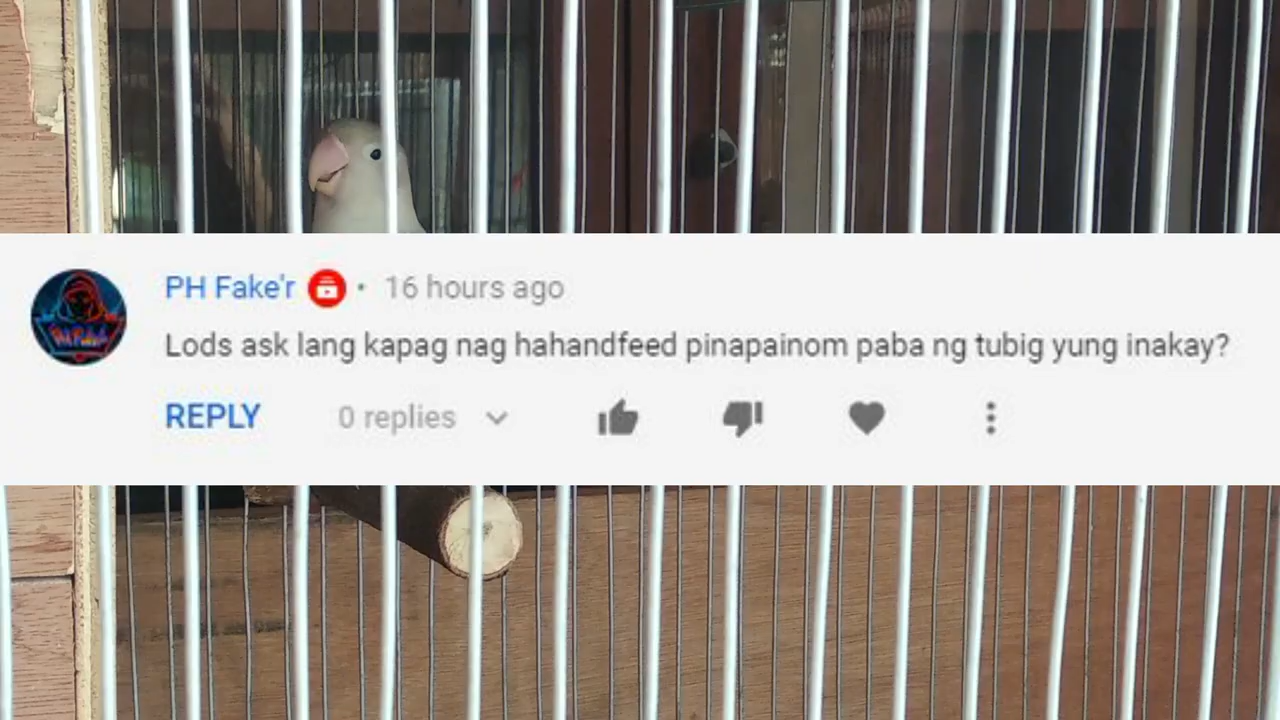 PH Fake'r • 16 hours ago
Lods ask lang kapag nag hahandfeed pinapainom paba ng tubig yung inakay?
REPLY 0 replies